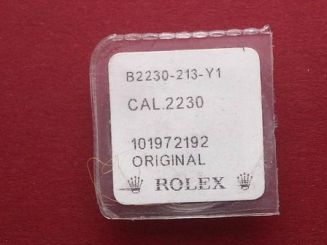 B2230-213-Y1
CAL.2230
101972192
ORIGINAL
ROLEX